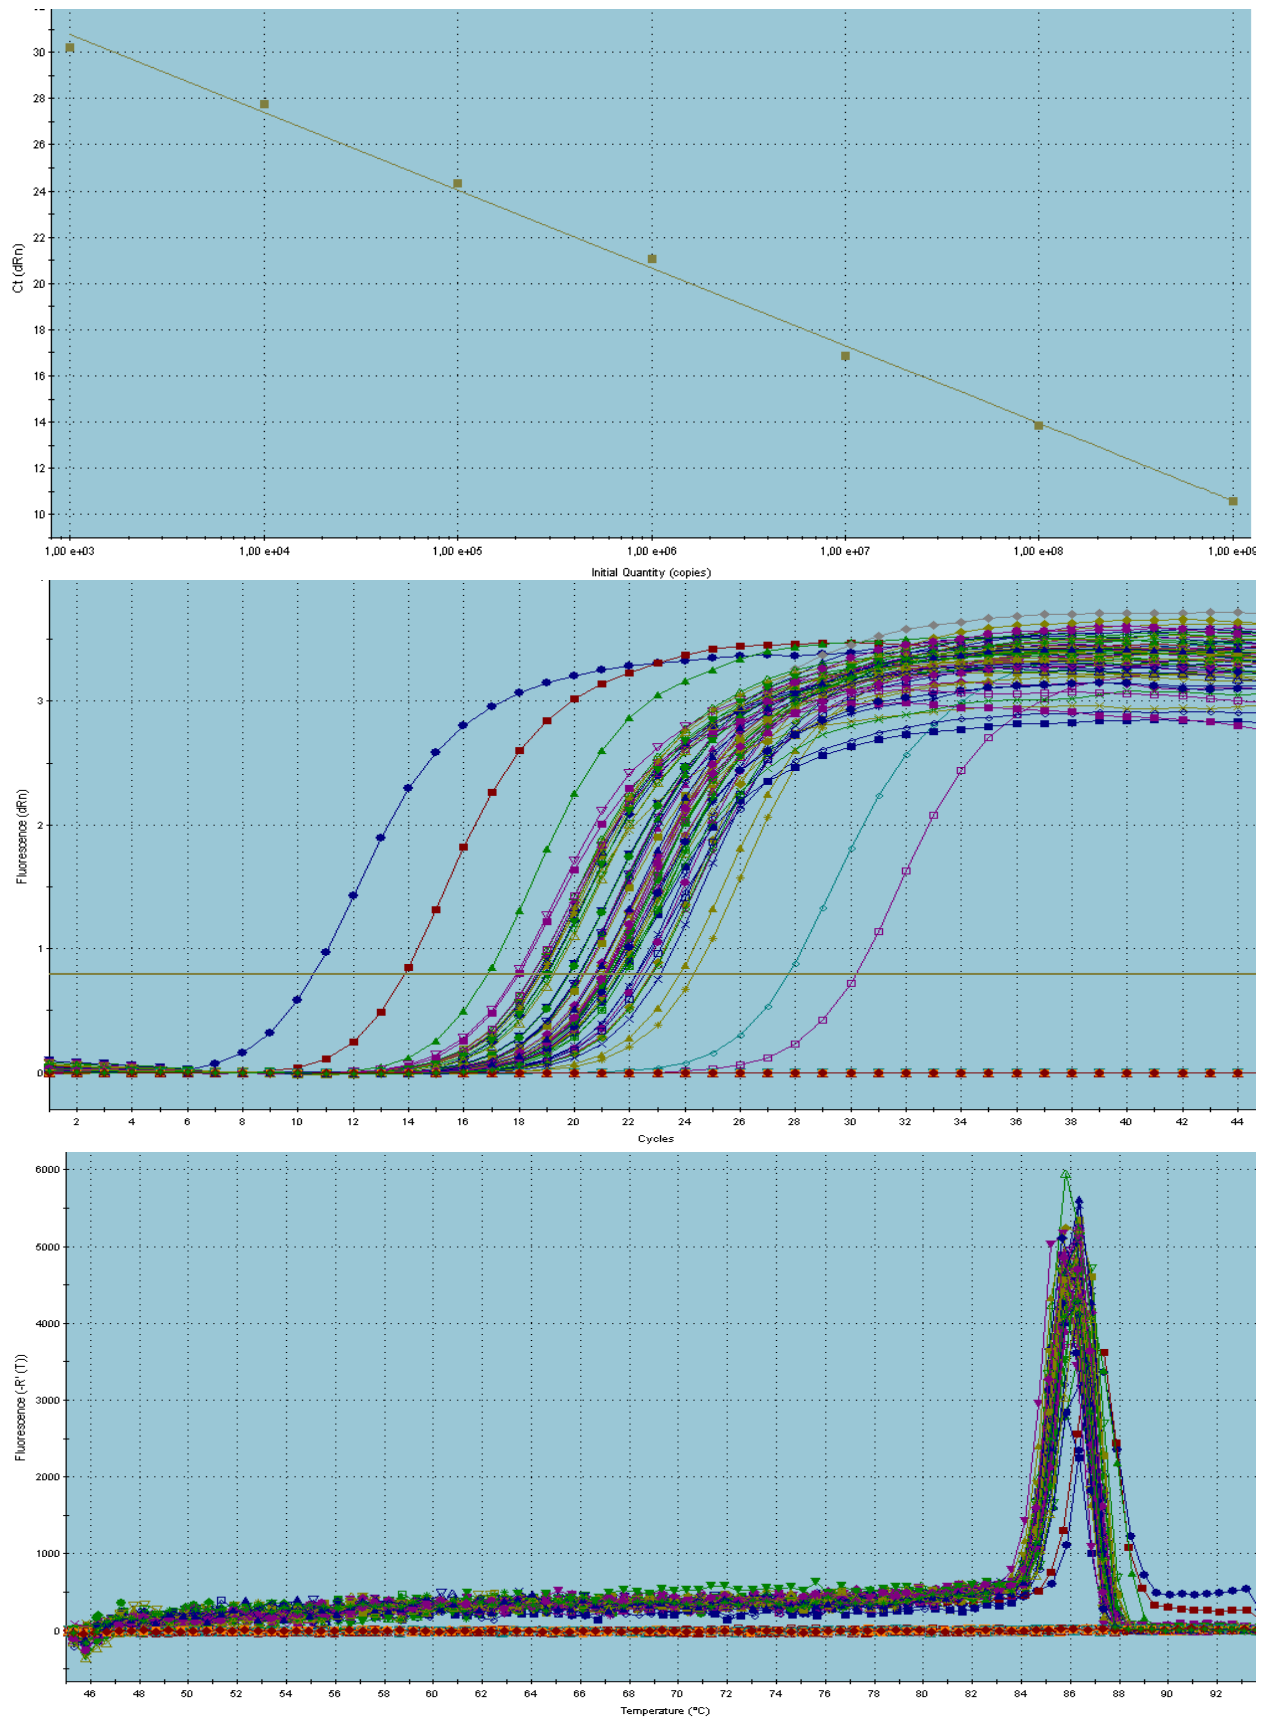 30
28
26
24
22
20
18
16
14
12
10
Ct (dRn)
1,00 e+03 1,00 e+04 1,00 e+05 1,00 e+06 1,00 e+07 1,00 e+08 1,00 e+09
Initial Quantity (copies)
3
2
1
0
Fluorescence (dRn)
2 4 6 8 10 12 14 16 18 20 22 24 26 28 30 32 34 36 38 40 42 44
Cycles
6000
5000
4000
3000
2000
1000
0
Fluorescence (-R' (T))
46 48 50 52 54 56 58 60 62 64 66 68 70 72 74 76 78 80 82 84 86 88 90 92
Temperature (°C)